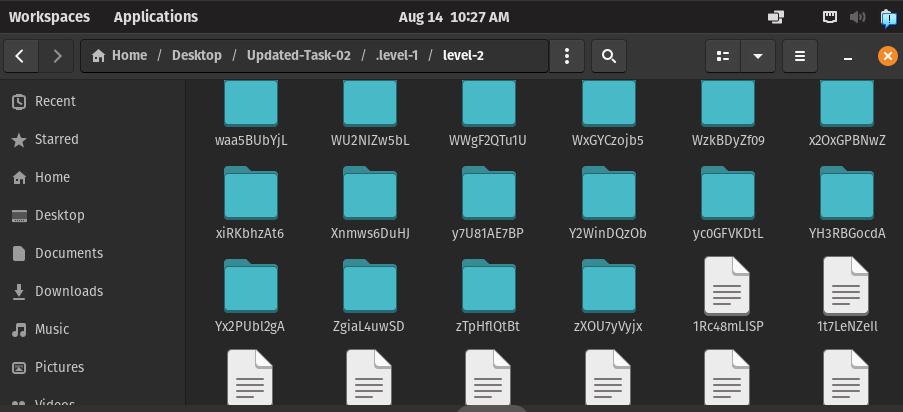 Workspaces Applications Aug 14 10:27 AM
Home / Desktop / Updated-Task-02 / .level-1 / level-2
Recent
Starred
Home
Desktop
Documents
Downloads
Music
Pictures
Videos
waa5BUbYjL WU2NIZw5bL WWgF2QTu1U WxGYCzojb5 WzkBDyZf09 x2OxGPBNwZ
xiRKbhzAt6 Xnmws6DuHJ y7U81AE7BP Y2WinDQzOb yc0GFVKDtL YH3RBGocdA
Yx2PUbl2gA ZgiaL4uwSD zTpHflQtBt zXOU7yVyjx 1Rc48mLISP 1t7LeNZeIl